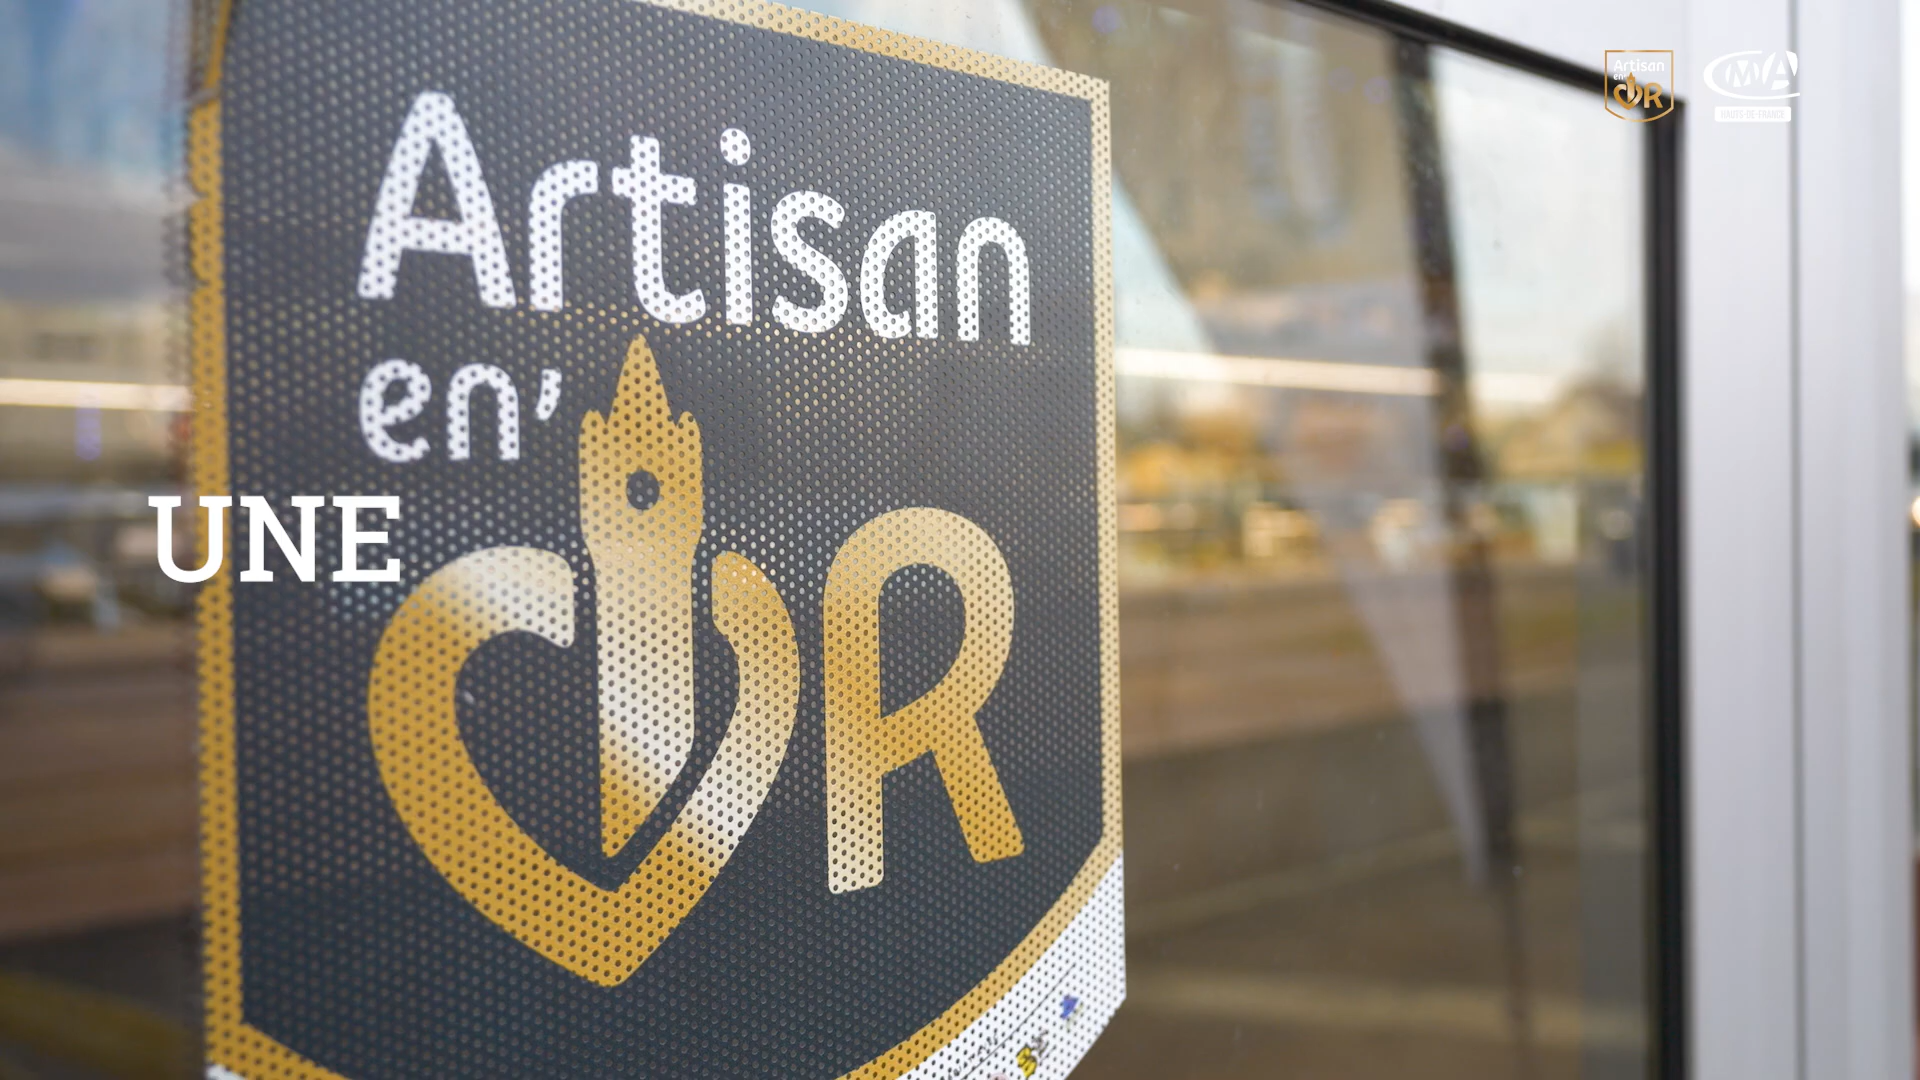 Artisan
en'OR
UNE
Artisan
en'OR
CMA
HAUTS-DE-FRANCE